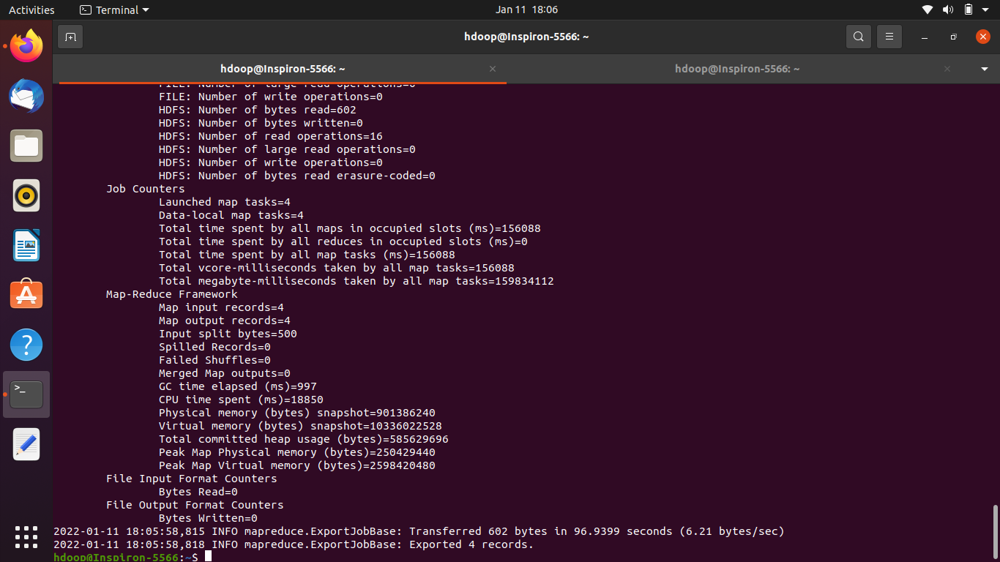 Activities
Terminal
Jan 11 18:06
hdoop@Inspiron-5566: ~
hdoop@Inspiron-5566: ~
hdoop@Inspiron-5566: ~
FILE: Number of large read operations=0
FILE: Number of write operations=0
HDFS: Number of bytes read=602
HDFS: Number of bytes written=0
HDFS: Number of read operations=16
HDFS: Number of large read operations=0
HDFS: Number of write operations=0
HDFS: Number of bytes read erasure-coded=0
Job Counters
Launched map tasks=4
Data-local map tasks=4
Total time spent by all maps in occupied slots (ms)=156088
Total time spent by all reduces in occupied slots (ms)=0
Total time spent by all map tasks (ms)=156088
Total vcore-milliseconds taken by all map tasks=156088
Total megabyte-milliseconds taken by all map tasks=159834112
Map-Reduce Framework
Map input records=4
Map output records=4
Input split bytes=500
Spilled Records=0
Failed Shuffles=0
Merged Map outputs=0
GC time elapsed (ms)=997
CPU time spent (ms)=18850
Physical memory (bytes) snapshot=901386240
Virtual memory (bytes) snapshot=10336022528
Total committed heap usage (bytes)=585629696
Peak Map Physical memory (bytes)=250429440
Peak Map Virtual memory (bytes)=2598420480
File Input Format Counters
Bytes Read=0
File Output Format Counters
Bytes Written=0
2022-01-11 18:05:58,815 INFO mapreduce.ExportJobBase: Transferred 602 bytes in 96.9399 seconds (6.21 bytes/sec)
2022-01-11 18:05:58,818 INFO mapreduce.ExportJobBase: Exported 4 records.
hdoop@Inspiron-5566:~$